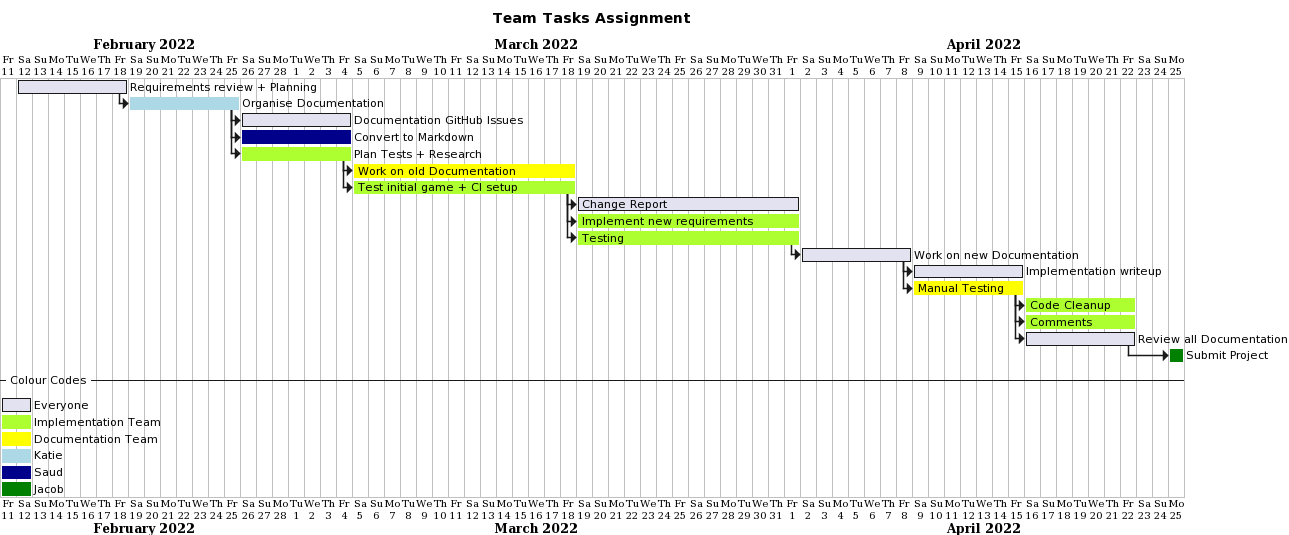 Team Tasks Assignment
February 2022 March 2022 April 2022
Fr Sa Su Mo Tu We Th Fr Sa Su Mo Tu We Th Fr Sa Su Mo Tu We Th Fr Sa Su Mo Tu We Th Fr Sa Su Mo Tu We Th Fr Sa Su Mo Tu We Th Fr Sa Su Mo Tu We Th Fr Sa Su Mo Tu We Th Fr Sa Su Mo Tu We Th Fr Sa Su Mo Tu We Th Fr Sa Su Mo
11 12 13 14 15 16 17 18 19 20 21 22 23 24 25 26 27 28 1 2 3 4 5 6 7 8 9 10 11 12 13 14 15 16 17 18 19 20 21 22 23 24 25 26 27 28 29 30 31 1 2 3 4 5 6 7 8 9 10 11 12 13 14 15 16 17 18 19 20 21 22 23 24 25
Requirements review + Planning
Organise Documentation
Documentation GitHub Issues
Convert to Markdown
Plan Tests + Research
Work on old Documentation
Test initial game + CI setup
Change Report
Implement new requirements
Testing
Work on new Documentation
Implementation writeup
Manual Testing
Code Cleanup
Comments
Review all Documentation
Submit Project
Colour Codes
Everyone
Implementation Team
Documentation Team
Katie
Saud
Jacob
Fr Sa Su Mo Tu We Th Fr Sa Su Mo Tu We Th Fr Sa Su Mo Tu We Th Fr Sa Su Mo Tu We Th Fr Sa Su Mo Tu We Th Fr Sa Su Mo Tu We Th Fr Sa Su Mo Tu We Th Fr Sa Su Mo Tu We Th Fr Sa Su Mo Tu We Th Fr Sa Su Mo Tu We Th Fr Sa Su Mo
11 12 13 14 15 16 17 18 19 20 21 22 23 24 25 26 27 28 1 2 3 4 5 6 7 8 9 10 11 12 13 14 15 16 17 18 19 20 21 22 23 24 25 26 27 28 29 30 31 1 2 3 4 5 6 7 8 9 10 11 12 13 14 15 16 17 18 19 20 21 22 23 24 25
February 2022 March 2022 April 2022